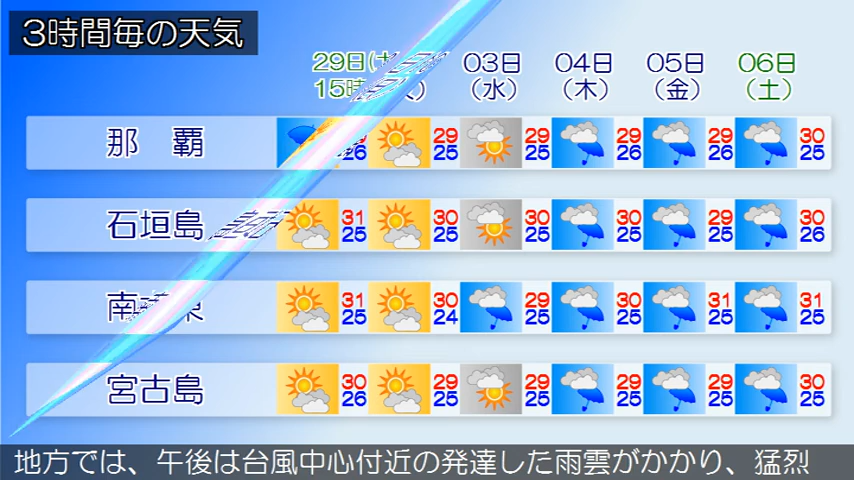 3時間毎の天気
29日 03日 04日 05日 06日
15時 (水) (木) (金) (土)
那覇 26 29 25 29 25 29 26 29 26 30 25
石垣島 31 25 30 25 30 25 30 25 29 25 30 26
南 31 25 30 24 29 25 30 25 31 25 31 25
宮古島 30 26 29 25 29 25 29 25 29 25 30 25
地方では、午後は台風中心付近の発達した雨雲がかかり、猛烈